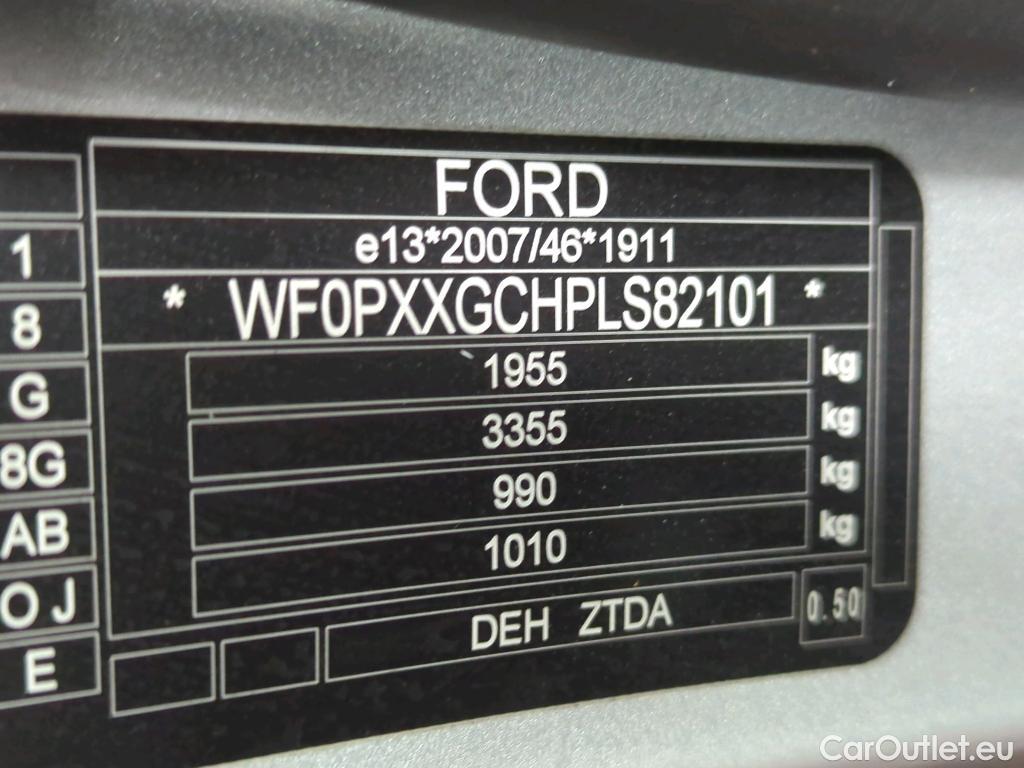 FORD
e13*2007/46*1911
* WF0PXXGCHPLS82101 *
1955 kg
3355 kg
990 kg
1010 kg
DEH ZTDA 0.50
1
8
G
8G
AB
OJ
E
CarOutlet.eu